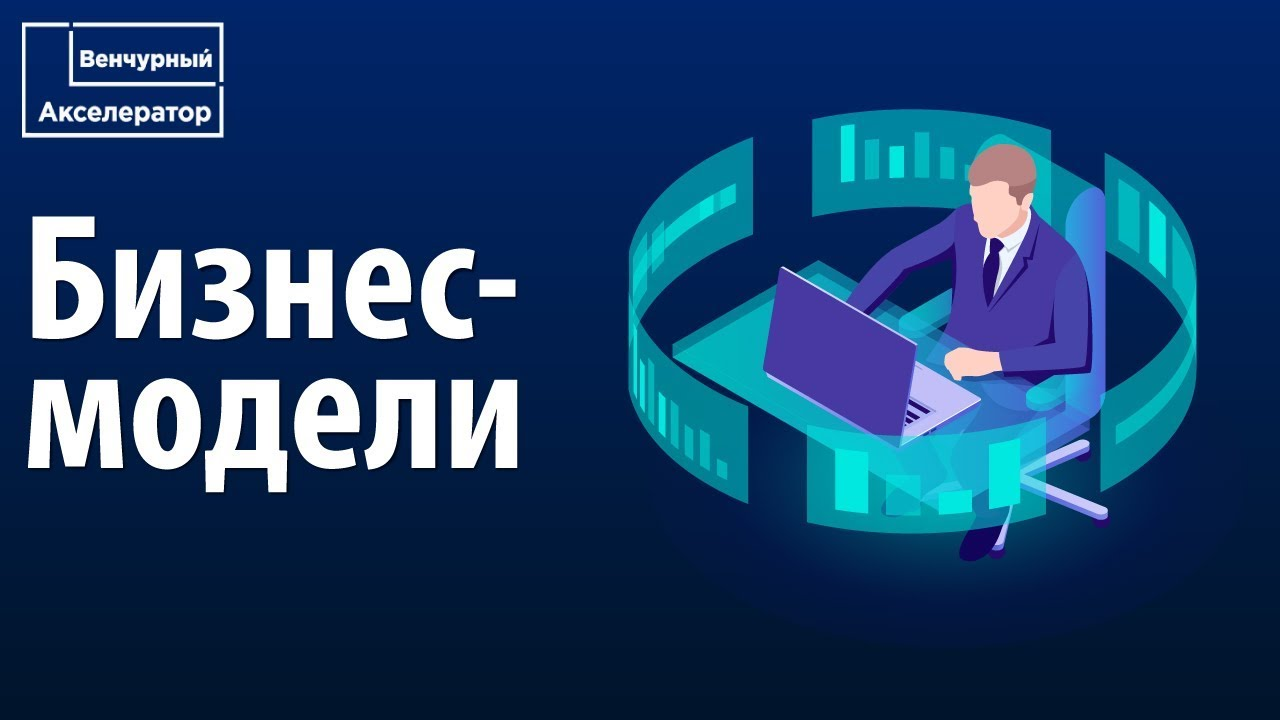 Венчурный
Акселератор
Бизнес-
модели